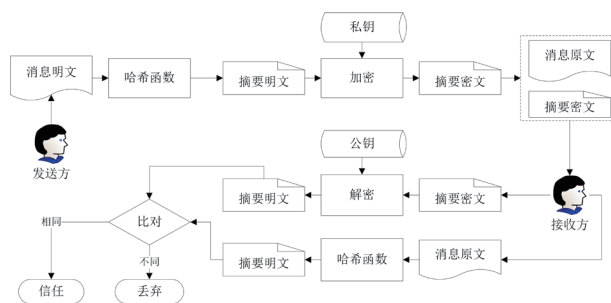 私钥
消息明文
哈希函数
摘要明文
加密
摘要密文
消息原文
摘要密文
发送方
公钥
摘要明文
解密
摘要密文
接收方
相同
比对
不同
摘要明文
哈希函数
消息原文
信任
丢弃